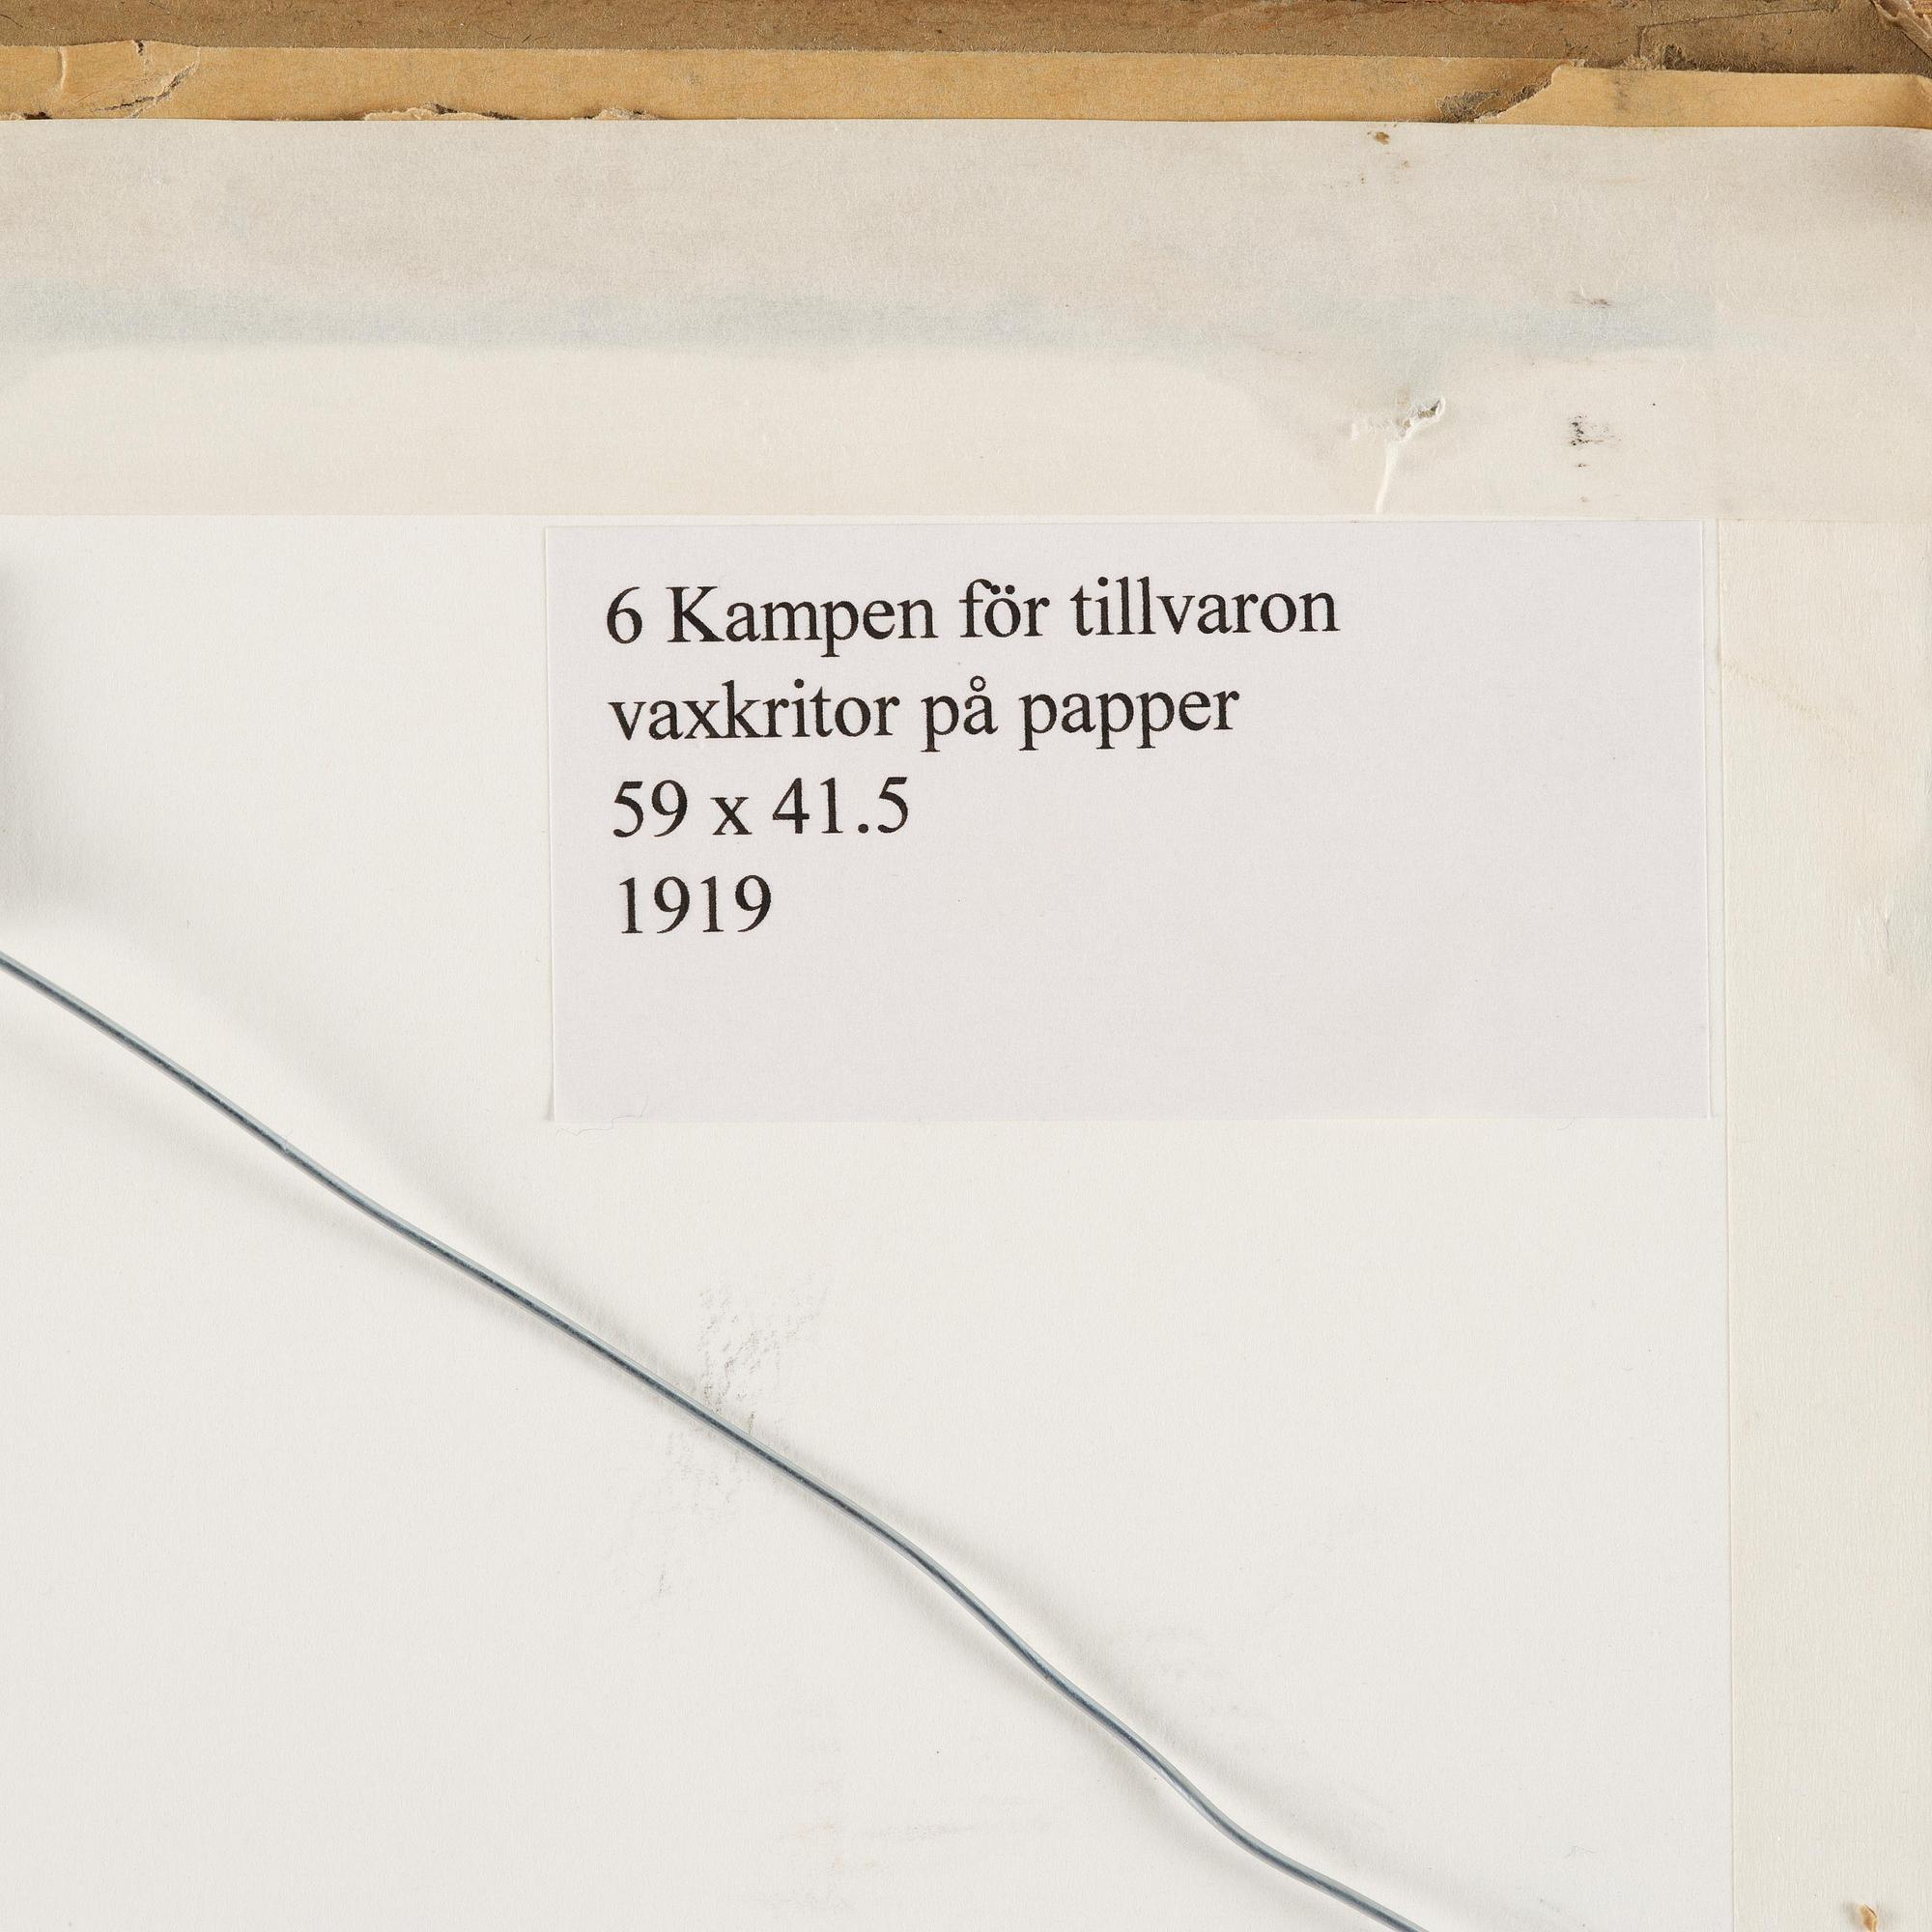 6 Kampen för tillvaron
vaxkritor på papper
59 x 41.5
1919